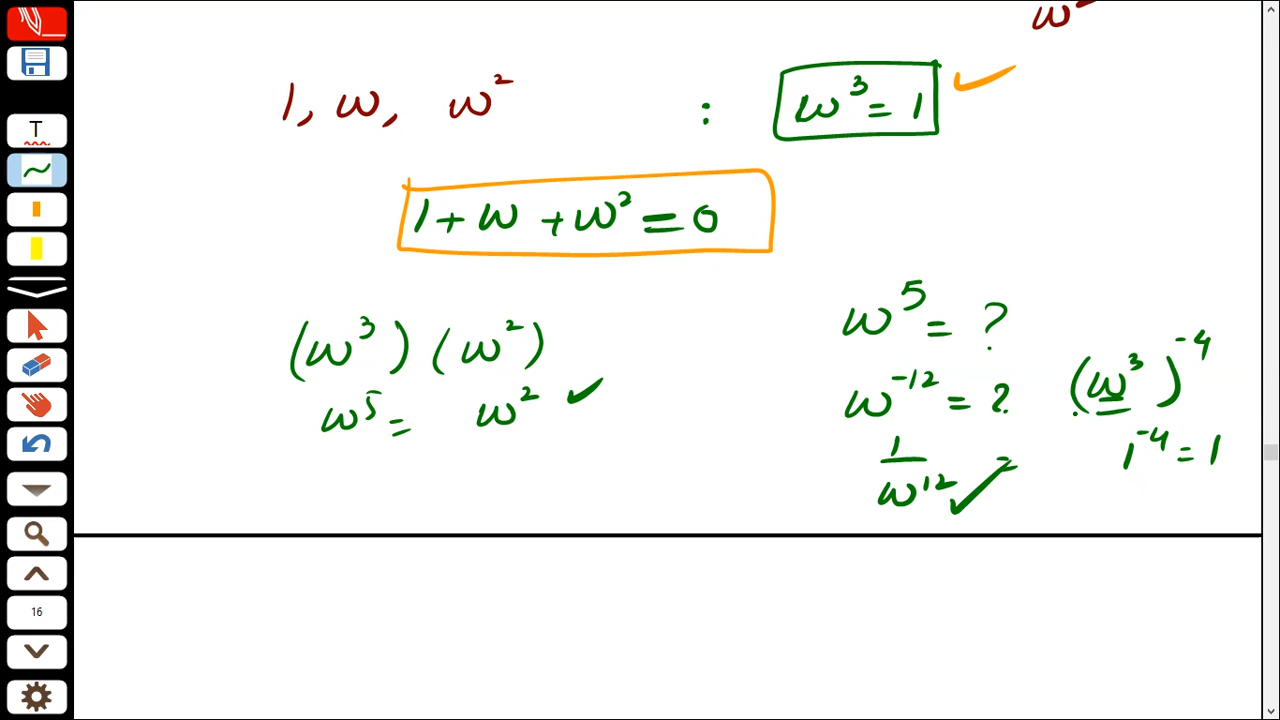 ω²
1, ω, ω² : ω³ = 1
1 + ω + ω² = 0
ω⁵ = ?
(ω³)(ω²)
ω⁵ = ω²
ω⁻¹² = ?
(ω³)⁻⁴
1⁻⁴ = 1
1/ω¹² =
T
16